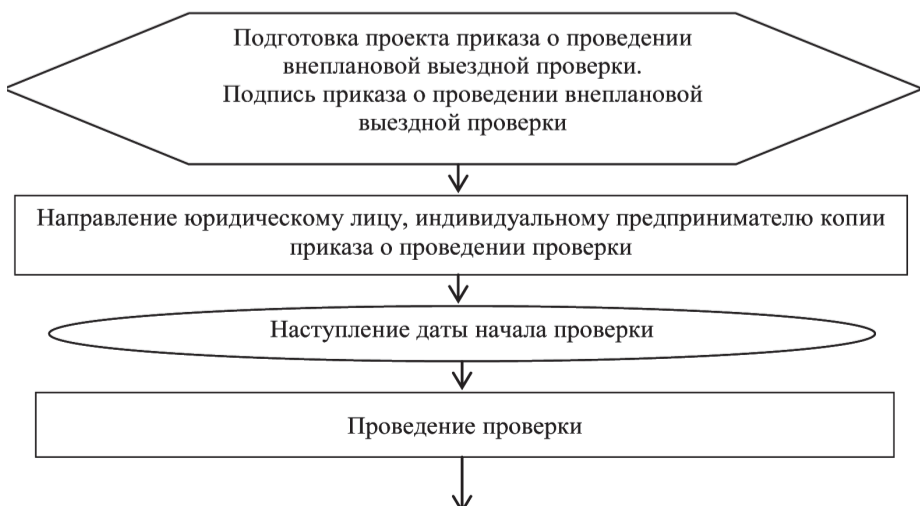 Подготовка проекта приказа о проведении
внеплановой выездной проверки.
Подпись приказа о проведении внеплановой
выездной проверки
Направление юридическому лицу, индивидуальному предпринимателю копии
приказа о проведении проверки
Наступление даты начала проверки
Проведение проверки